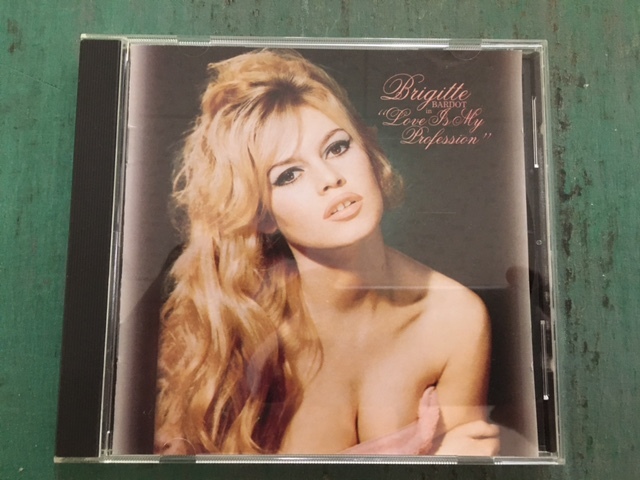 Brigitte
BARDOT
in
"Love Is My
Profession"